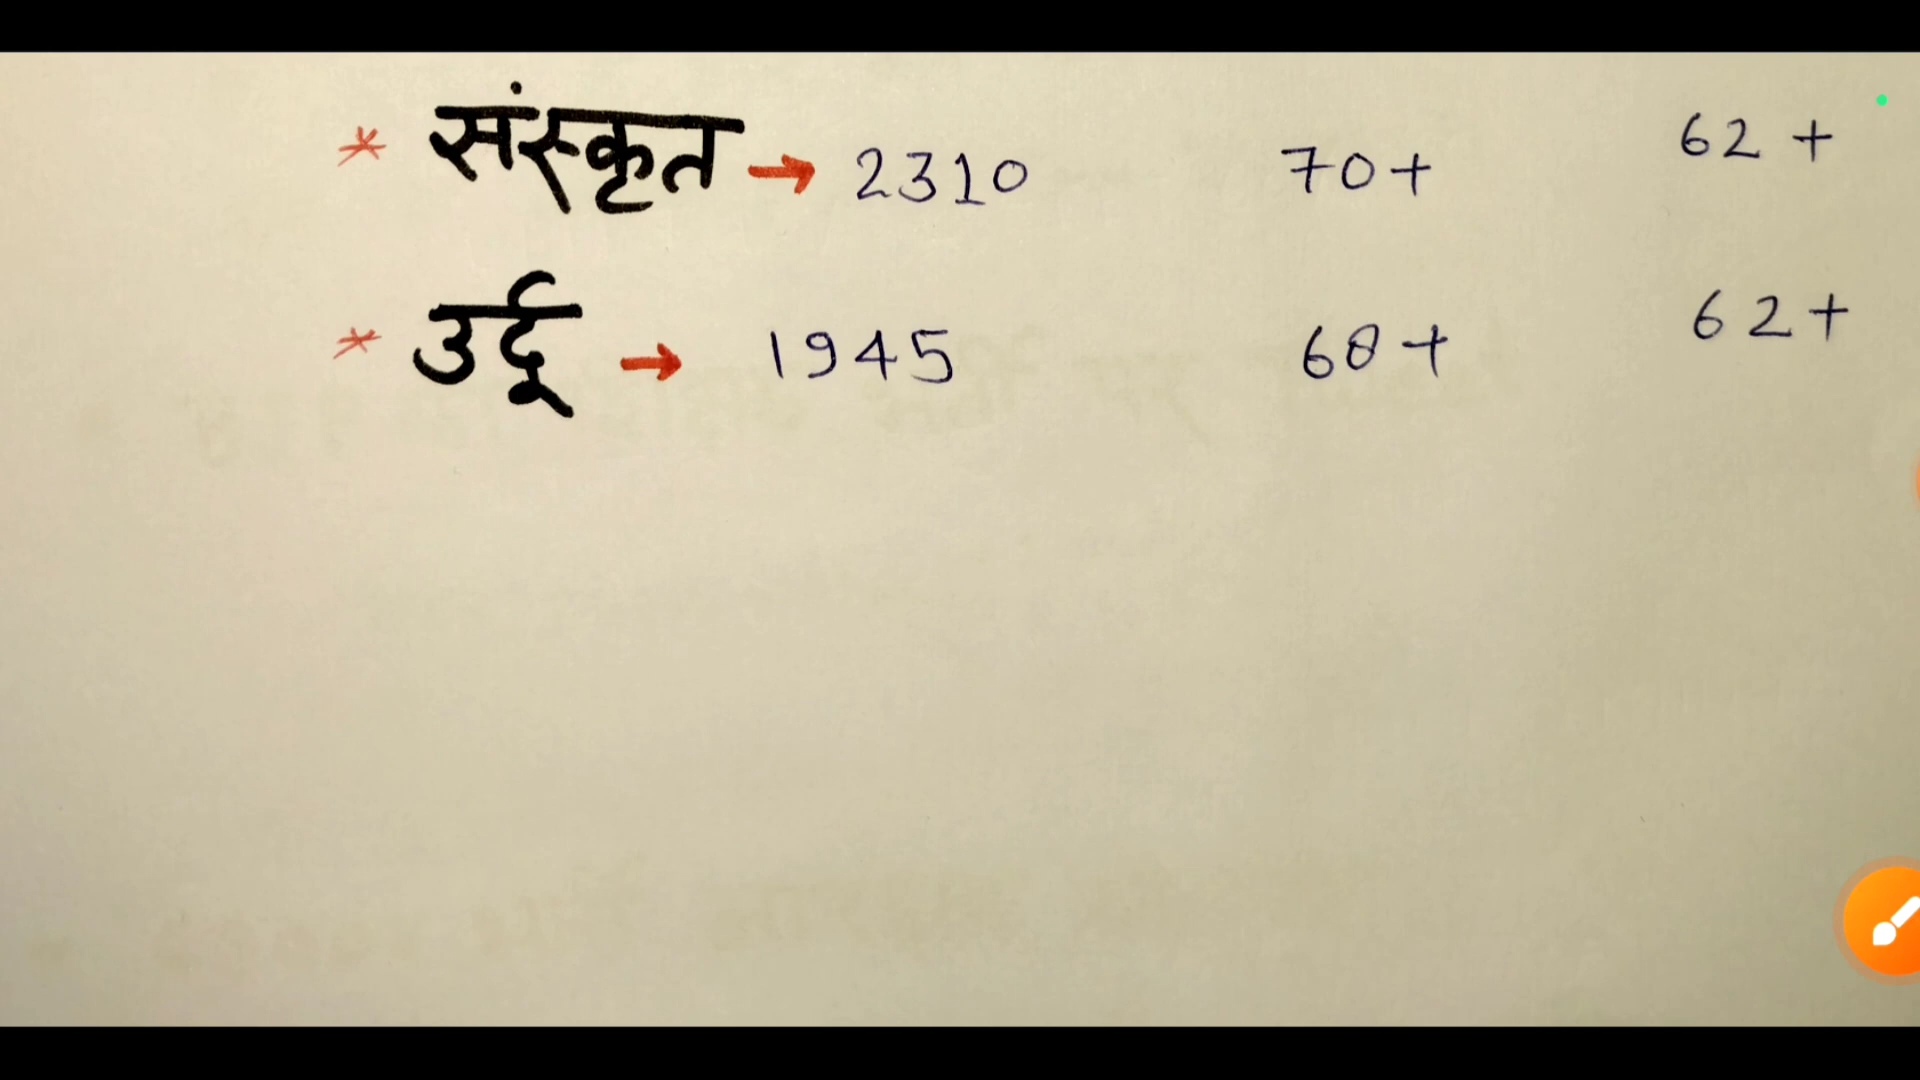 * संस्कृत → 2310 70+ 62+
* उर्दू → 1945 68+ 62+